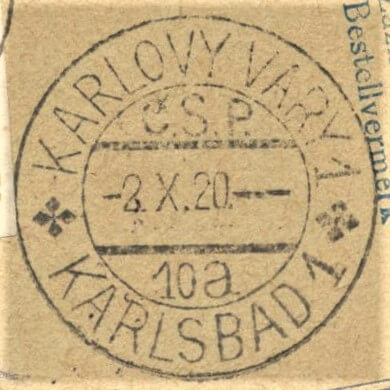 KARLOVY VARY 1
Č.S.P.
-2.X.20.-
10a
KARLSBAD 1
Bestellvermerk